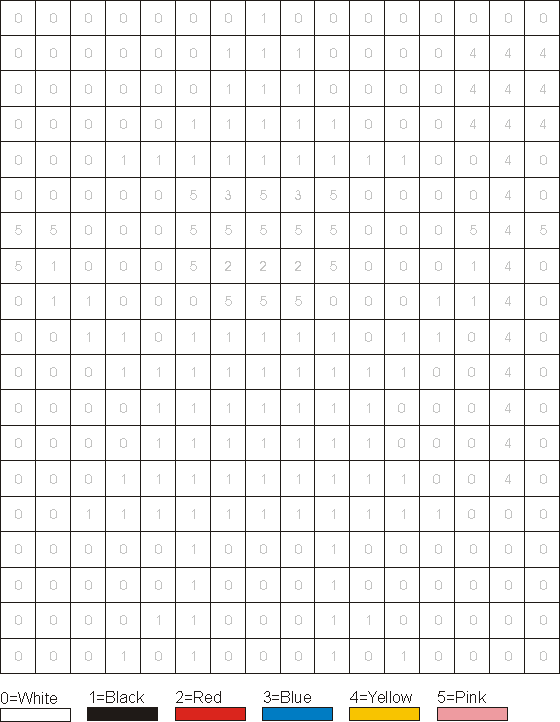 0 0 0 0 0 0 0 1 0 0 0 0 0 0 0 0
0 0 0 0 0 0 1 1 1 0 0 0 0 4 4 4
0 0 0 0 0 0 1 1 1 0 0 0 0 4 4 4
0 0 0 0 0 1 1 1 1 1 0 0 0 4 4 4
0 0 0 1 1 1 1 1 1 1 1 1 0 0 4 0
0 0 0 0 0 5 3 5 3 5 0 0 0 0 4 0
5 5 0 0 0 5 5 5 5 5 0 0 0 5 4 5
5 1 0 0 0 5 2 2 2 5 0 0 0 1 4 0
0 1 1 0 0 0 5 5 5 0 0 0 1 1 4 0
0 0 1 1 0 1 1 1 1 1 0 1 1 0 4 0
0 0 0 1 1 1 1 1 1 1 1 1 0 0 4 0
0 0 0 0 1 1 1 1 1 1 1 0 0 0 4 0
0 0 0 0 1 1 1 1 1 1 1 0 0 0 4 0
0 0 0 1 1 1 1 1 1 1 1 1 0 0 4 0
0 0 1 1 1 1 1 1 1 1 1 1 1 0 0 0
0 0 0 0 0 1 0 0 0 1 0 0 0 0 0 0
0 0 0 0 0 1 0 0 0 1 0 0 0 0 0 0
0 0 0 0 1 1 0 0 0 1 1 0 0 0 0 0
0 0 0 1 0 1 0 0 0 1 0 1 0 0 0 0
0=White 1=Black 2=Red 3=Blue 4=Yellow 5=Pink